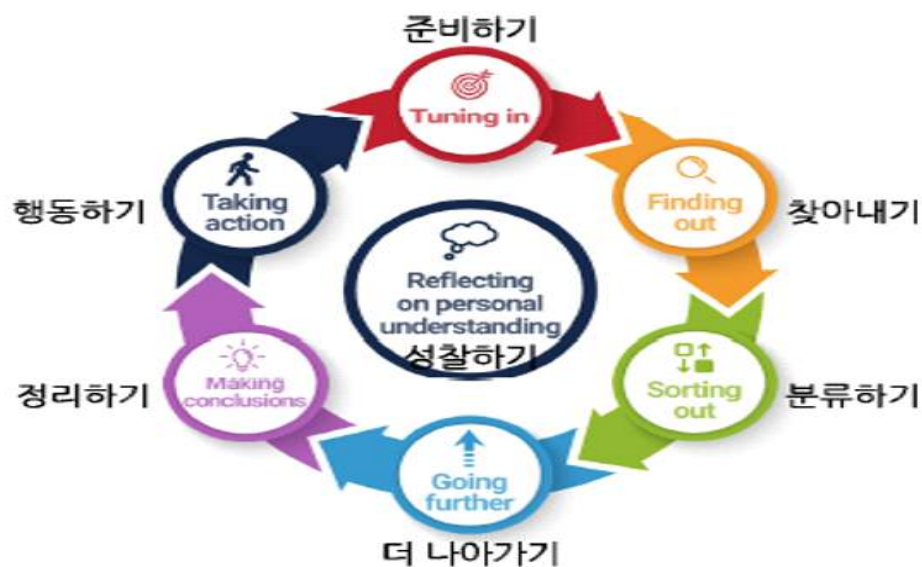 준비하기
Tuning in
Finding
out
찾아내기
Sorting
out
분류하기
Going
further
더 나아가기
Making
conclusions
정리하기
Taking
action
행동하기
Reflecting
on personal
understanding
성찰하기